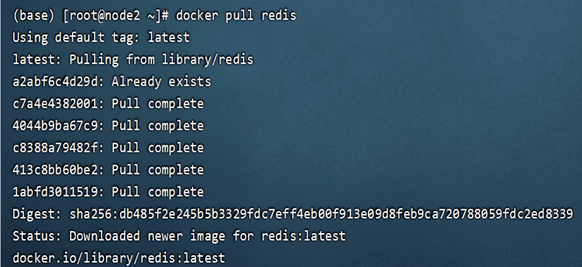 (base) [root@node2 ~]# docker pull redis
Using default tag: latest
latest: Pulling from library/redis
a2abf6c4d29d: Already exists
c7a4e4382001: Pull complete
4044b9ba67c9: Pull complete
c8388a79482f: Pull complete
413c8bb60be2: Pull complete
1abfd3011519: Pull complete
Digest: sha256:db485f2e245b5b3329fdc7eff4eb00f913e09d8feb9ca720788059fdc2ed8339
Status: Downloaded newer image for redis:latest
docker.io/library/redis:latest